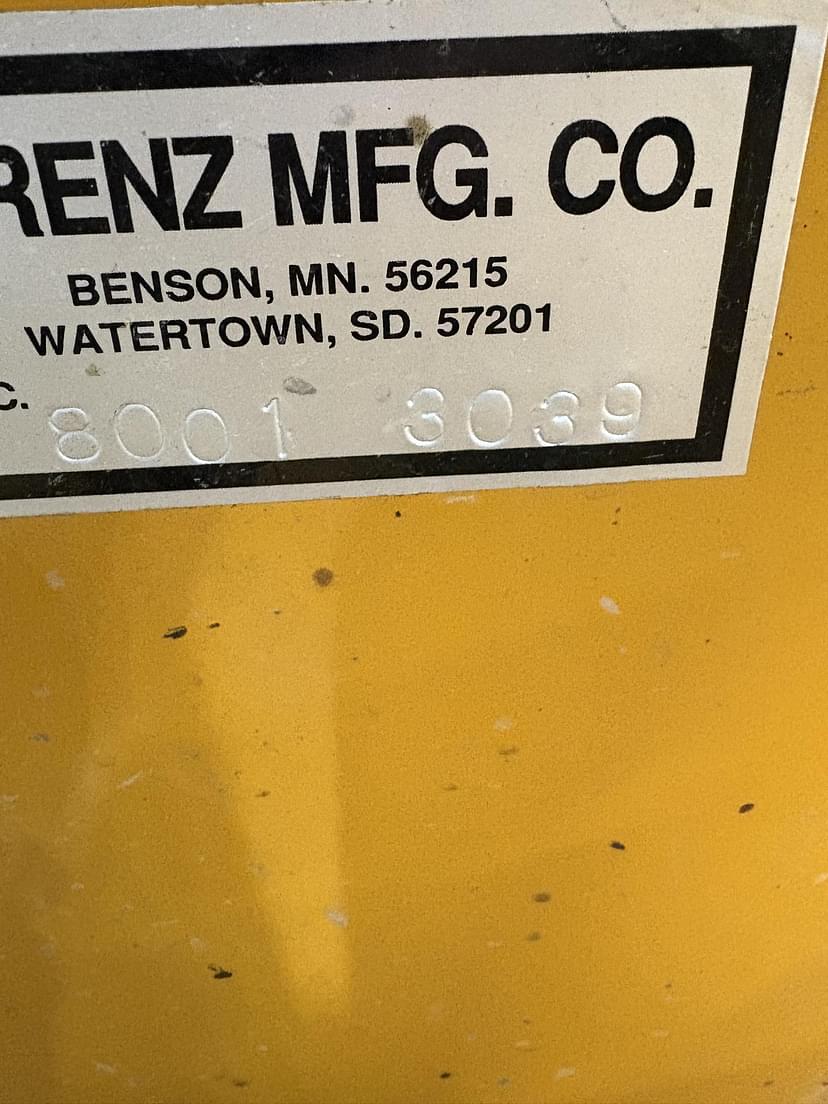 RENZ MFG. CO.
BENSON, MN. 56215
WATERTOWN, SD. 57201
C. 8001 3039